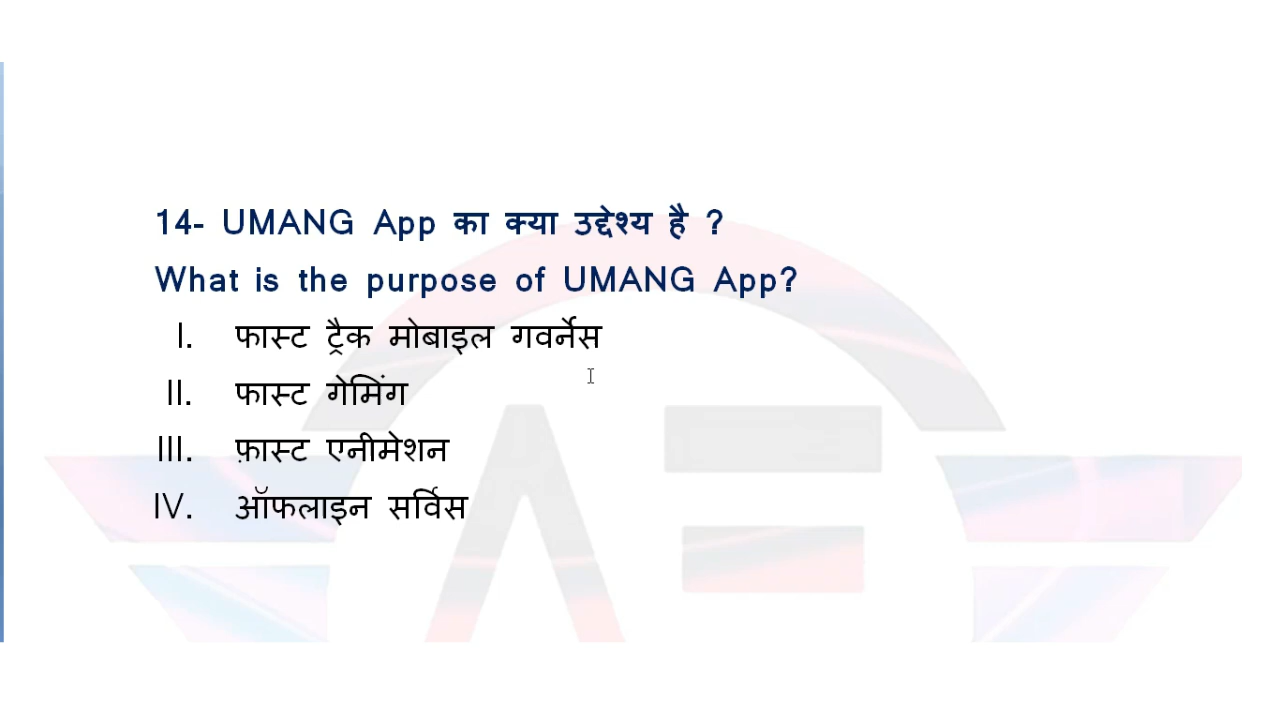 14- UMANG App का क्या उद्देश्य है ?
What is the purpose of UMANG App?
I. फास्ट ट्रैक मोबाइल गवर्नेंस
II. फास्ट गेमिंग
III. फ़ास्ट एनीमेशन
IV. ऑफलाइन सर्विस